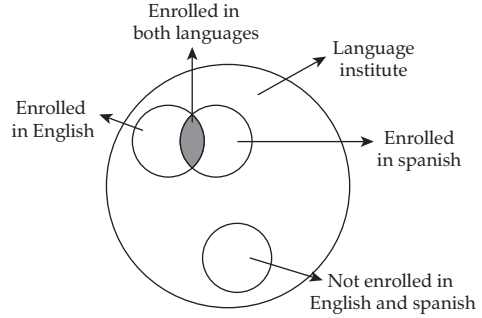 Enrolled in
both languages
Language
institute
Enrolled
in English
Enrolled
in spanish
Not enrolled in
English and spanish